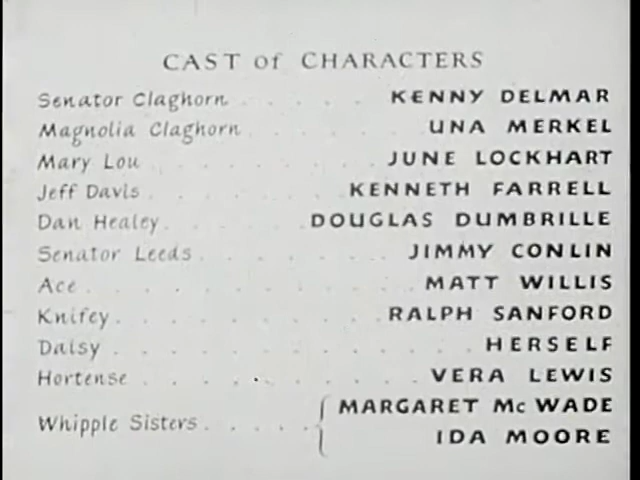 CAST of CHARACTERS
Senator Claghorn . . . . . KENNY DELMAR
Magnolia Claghorn . . . . . UNA MERKEL
Mary Lou . . . . . . . . JUNE LOCKHART
Jeff Davis . . . . . . . KENNETH FARRELL
Dan Healey . . . . . DOUGLAS DUMBRILLE
Senator Leeds . . . . . . . JIMMY CONLIN
Ace . . . . . . . . . . . MATT WILLIS
Knifey . . . . . . . . . . RALPH SANFORD
Daisy . . . . . . . . . . . . . HERSELF
Hortense . . . . . . . . . . VERA LEWIS
Whipple Sisters . . . . . { MARGARET Mc WADE
IDA MOORE